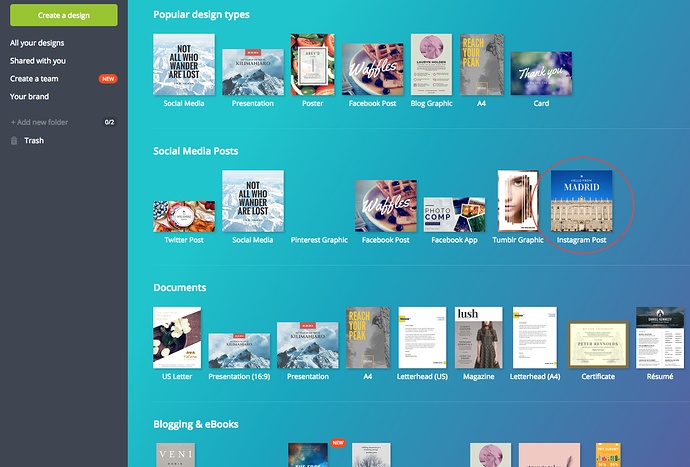 Create a design
All your designs
Shared with you
Create a team NEW
Your brand
+ Add new folder 0/2
Trash
Popular design types
NOT
ALL WHO
WANDER
ARE LOST
Social Media
KILIMANJARO
Presentation
Poster
Waffles
Facebook Post
LAURYN HOLDEN
Blog Graphic
REACH
YOUR
PEAK
A4
Thank you
Card
Social Media Posts
Twitter Post
NOT
ALL WHO
WANDER
ARE LOST
Social Media
Pinterest Graphic
Waffles
Facebook Post
PHOTO
COMP
Facebook App
Tumblr Graphic
HELLO FROM
MADRID
Instagram Post
Documents
US Letter
KILIMANJARO
Presentation (16:9)
KILIMANJARO
Presentation
REACH
YOUR
PEAK
A4
Letterhead (US)
lush
Magazine
Letterhead (A4)
PETER REYNOLDS
Certificate
DANIEL KENNEDY
Résumé
Blogging & eBooks
VENI
NEW
THE EDGE